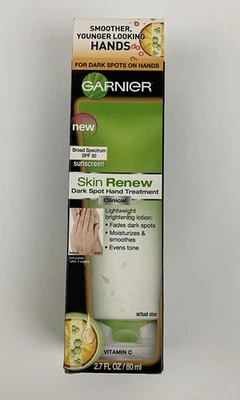 SMOOTHER,
YOUNGER LOOKING
HANDS
FOR DARK SPOTS ON HANDS
GARNIER
new
Broad Spectrum
SPF 30
sunscreen
Skin Renew
Dark Spot Hand Treatment
Clinical
Lightweight
brightening lotion:
• Fades dark spots
• Moisturizes &
smoothes
• Evens tone
actual size
VITAMIN C
2.7 FL OZ/80 ml